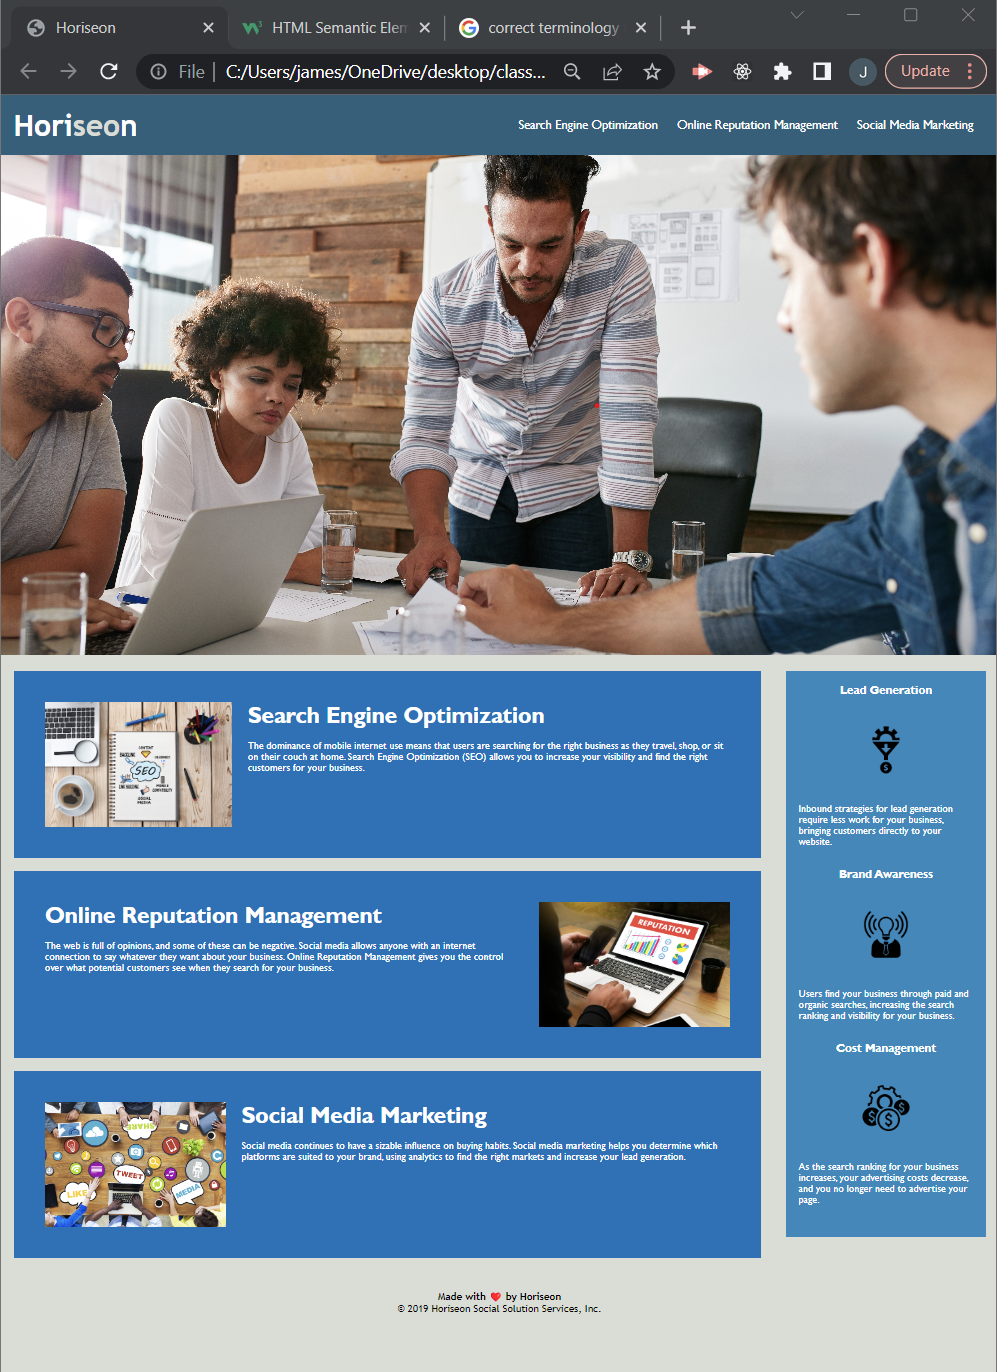 Horiseon
HTML Semantic Elem
correct terminology
File
C:/Users/james/OneDrive/desktop/class...
J
Update
Horiseon
Search Engine Optimization
Online Reputation Management
Social Media Marketing
SEO
Search Engine Optimization
The dominance of mobile internet use means that users are searching for the right business as they travel, shop, or sit
on their couch at home. Search Engine Optimization (SEO) allows you to increase your visibility and find the right
customers for your business.
Online Reputation Management
The web is full of opinions, and some of these can be negative. Social media allows anyone with an internet
connection to say whatever they want about your business. Online Reputation Management gives you the control
over what potential customers see when they search for your business.
REPUTATION
SHARE
TWEET
LIKE
MEDIA
Social Media Marketing
Social media continues to have a sizable influence on buying habits. Social media marketing helps you determine which
platforms are suited to your brand, using analytics to find the right markets and increase your lead generation.
Lead Generation
Inbound strategies for lead generation
require less work for your business,
bringing customers directly to your
website.
Brand Awareness
Users find your business through paid and
organic searches, increasing the search
ranking and visibility for your business.
Cost Management
As the search ranking for your business
increases, your advertising costs decrease,
and you no longer need to advertise your
page.
Made with ❤️ by Horiseon
© 2019 Horiseon Social Solution Services, Inc.